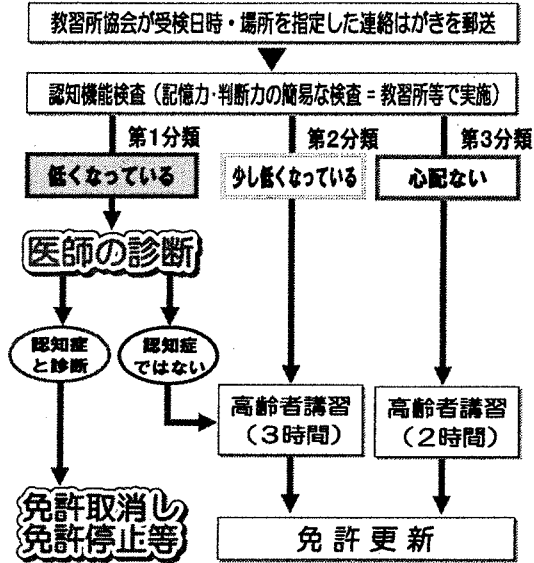 教習所協会が受検日時・場所を指定した連絡はがきを郵送
認知機能検査（記憶力・判断力の簡易な検査＝教習所等で実施）
第1分類
第2分類
第3分類
低くなっている
少し低くなっている
心配ない
医師の診断
認知症
と診断
認知症
ではない
高齢者講習
（3時間）
高齢者講習
（2時間）
免許取消し
免許停止等
免許更新